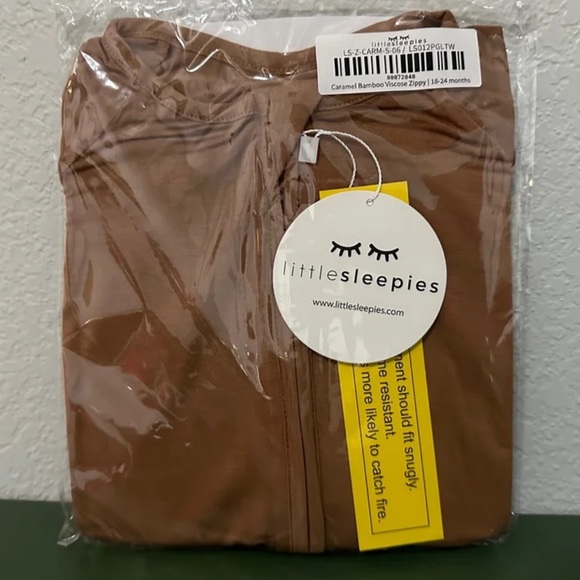 littlesleepies
LS-Z-CARM-S-06 / LS012PGLTW
00072848
Caramel Bamboo Viscose Zippy | 18-24 months
littlesleepies
www.littlesleepies.com
ment should fit snugly.
me resistant.
more likely to catch fire.